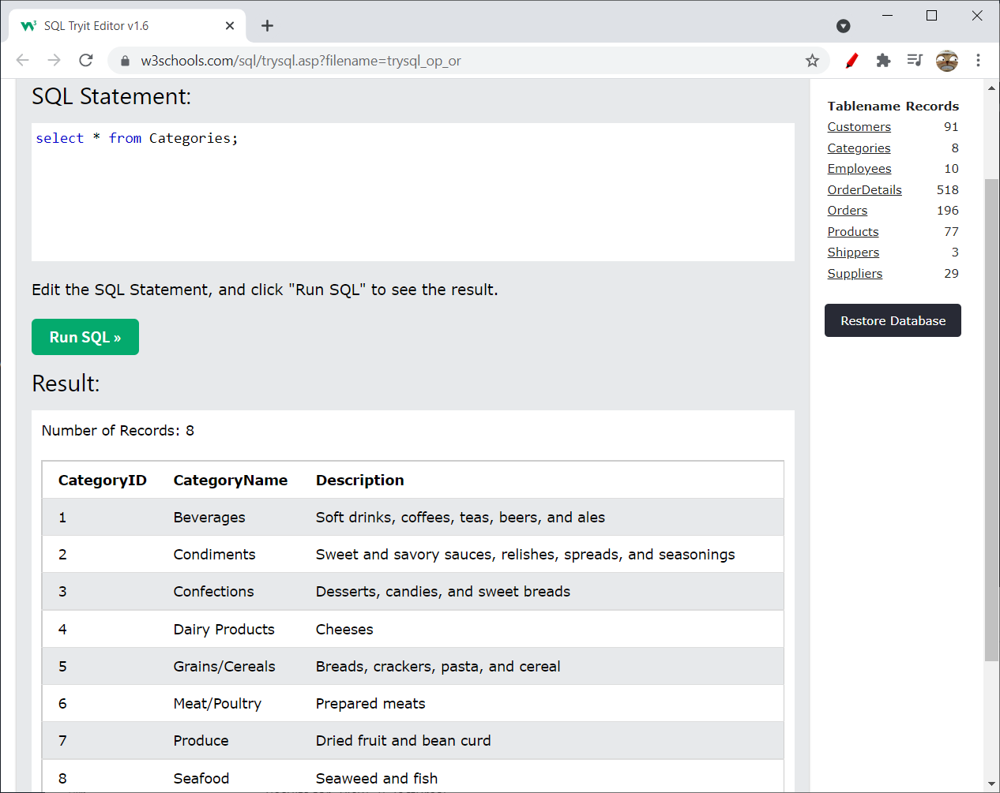 SQL Tryit Editor v1.6
w3schools.com/sql/trysql.asp?filename=trysql_op_or
SQL Statement:
select * from Categories;
Edit the SQL Statement, and click "Run SQL" to see the result.
Run SQL »
Result:
Number of Records: 8
CategoryID CategoryName Description
1 Beverages Soft drinks, coffees, teas, beers, and ales
2 Condiments Sweet and savory sauces, relishes, spreads, and seasonings
3 Confections Desserts, candies, and sweet breads
4 Dairy Products Cheeses
5 Grains/Cereals Breads, crackers, pasta, and cereal
6 Meat/Poultry Prepared meats
7 Produce Dried fruit and bean curd
8 Seafood Seaweed and fish
Tablename Records
Customers 91
Categories 8
Employees 10
OrderDetails 518
Orders 196
Products 77
Shippers 3
Suppliers 29
Restore Database